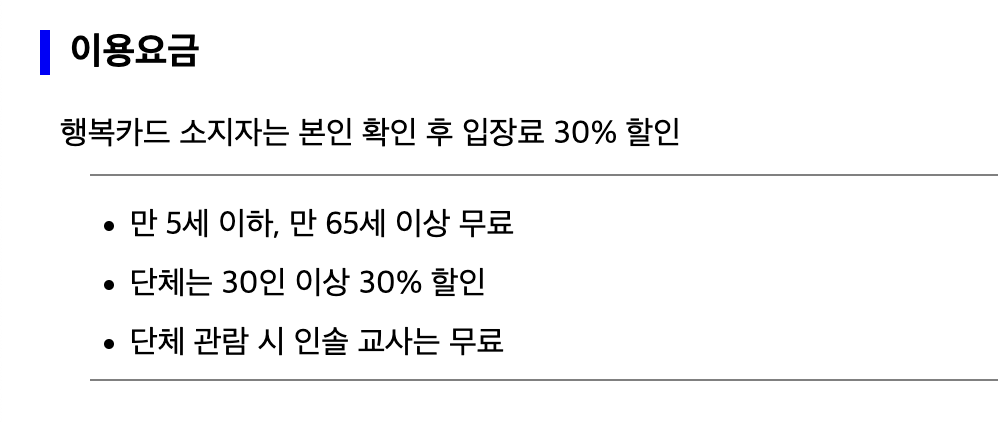 이용요금
행복카드 소지자는 본인 확인 후 입장료 30% 할인
• 만 5세 이하, 만 65세 이상 무료
• 단체는 30인 이상 30% 할인
• 단체 관람 시 인솔 교사는 무료